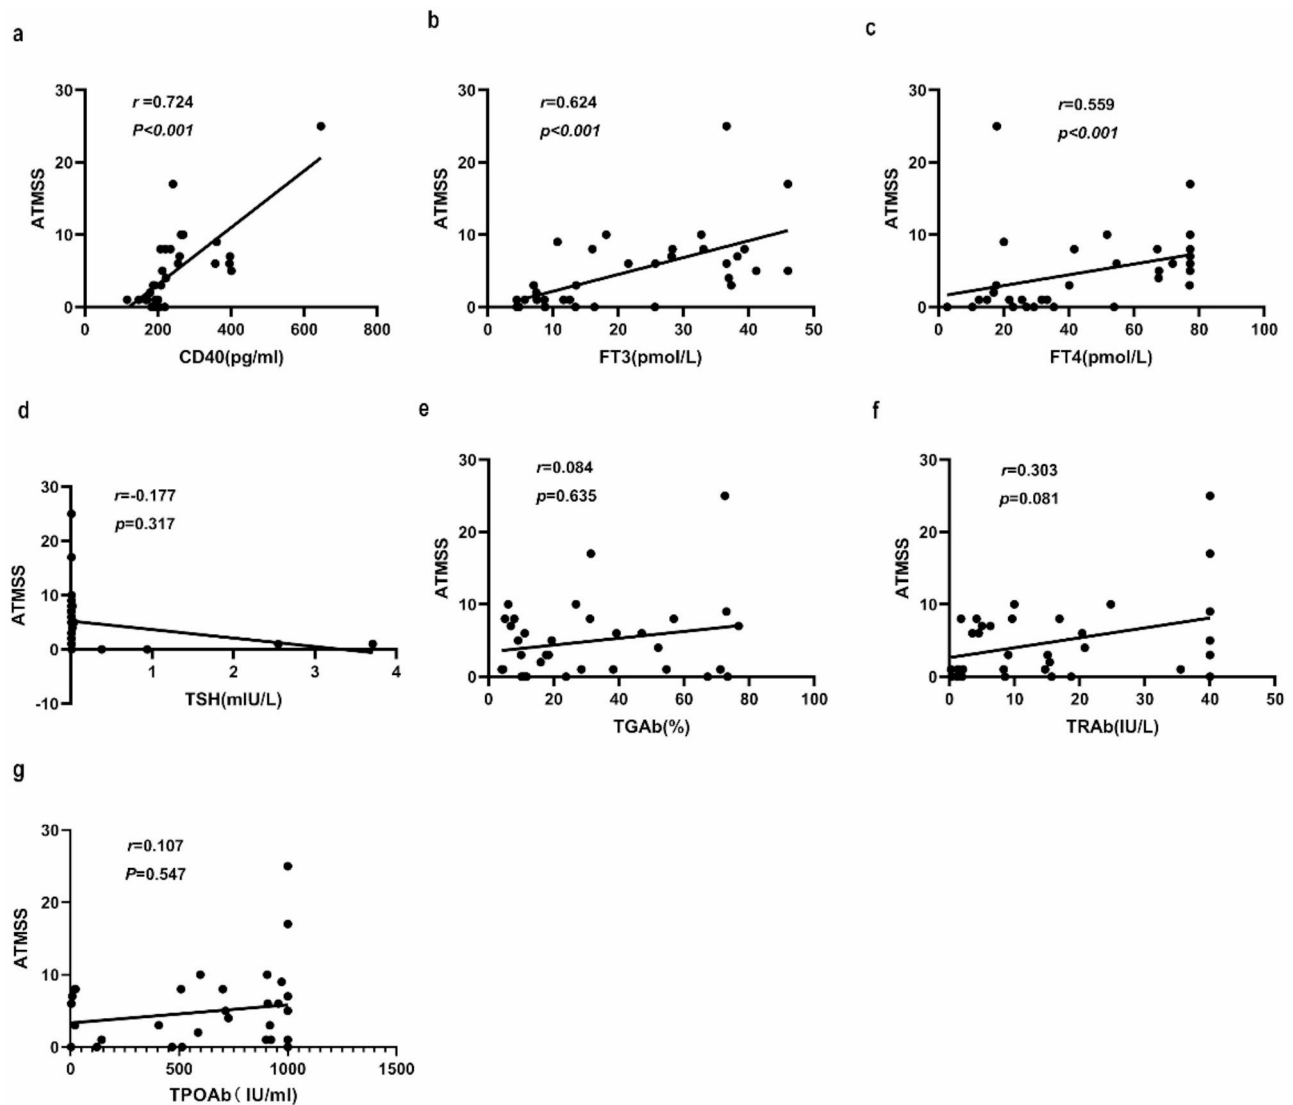 a
b
c
30
20
10
0
ATMSS
r =0.724
P<0.001
0 200 400 600 800
CD40(pg/ml)
30
20
10
0
ATMSS
r=0.624
p<0.001
0 10 20 30 40 50
FT3(pmol/L)
30
20
10
0
ATMSS
r=0.559
p<0.001
0 20 40 60 80 100
FT4(pmol/L)
d
e
f
30
20
10
0
-10
ATMSS
r=-0.177
p=0.317
1 2 3 4
TSH(mIU/L)
30
20
10
0
ATMSS
r=0.084
p=0.635
0 20 40 60 80 100
TGAb(%)
30
20
10
0
ATMSS
r=0.303
p=0.081
0 10 20 30 40 50
TRAb(IU/L)
g
30
20
10
0
ATMSS
r=0.107
P=0.547
0 500 1000 1500
TPOAb( IU/ml)